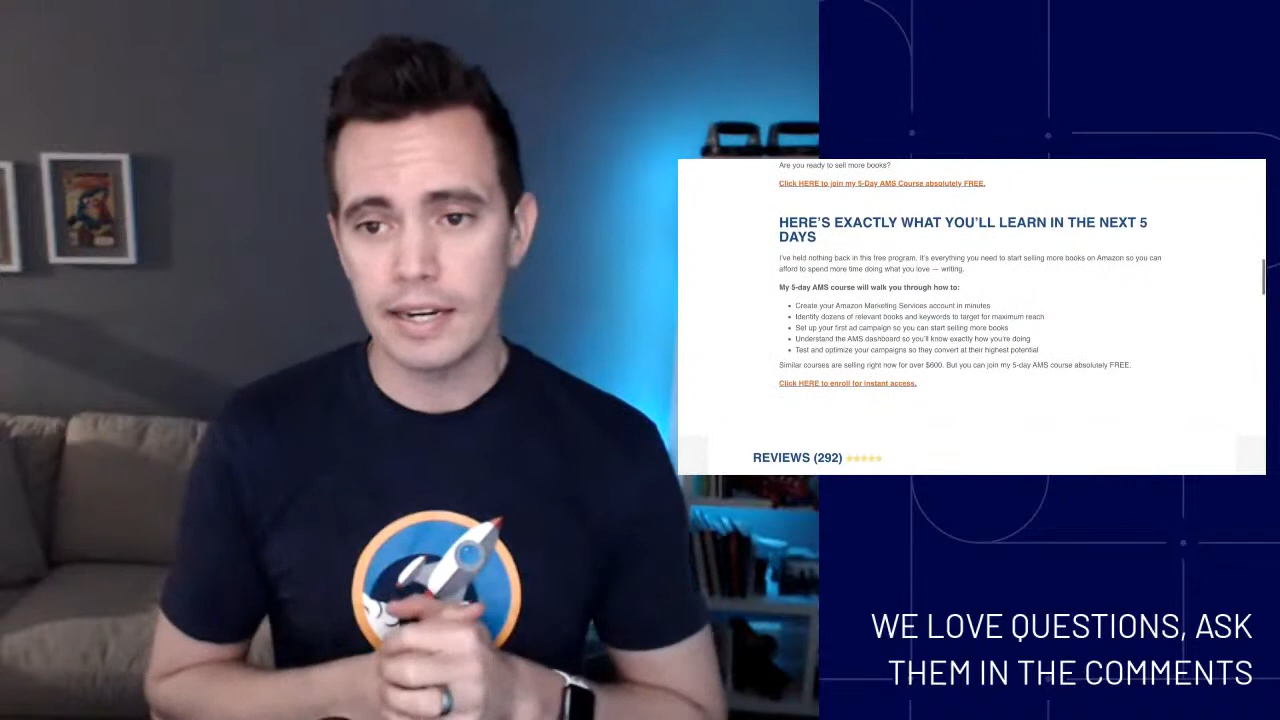 Are you ready to sell more books?
Click HERE to join my 5-Day AMS Course absolutely FREE.
HERE'S EXACTLY WHAT YOU'LL LEARN IN THE NEXT 5
DAYS
I've held nothing back in this free program. It's everything you need to start selling more books on Amazon so you can
afford to spend more time doing what you love — writing.
My 5-day AMS course will walk you through how to:
Create your Amazon Marketing Services account in minutes
Identify dozens of relevant books and keywords to target for maximum reach
Set up your first ad campaign so you can start selling more books
Understand the AMS dashboard so you'll know exactly how you're doing
Test and optimize your campaigns so they convert at their highest potential
Similar courses are selling right now for over $600. But you can join my 5-day AMS course absolutely FREE.
Click HERE to enroll for instant access.
REVIEWS (292)
WE LOVE QUESTIONS, ASK
THEM IN THE COMMENTS